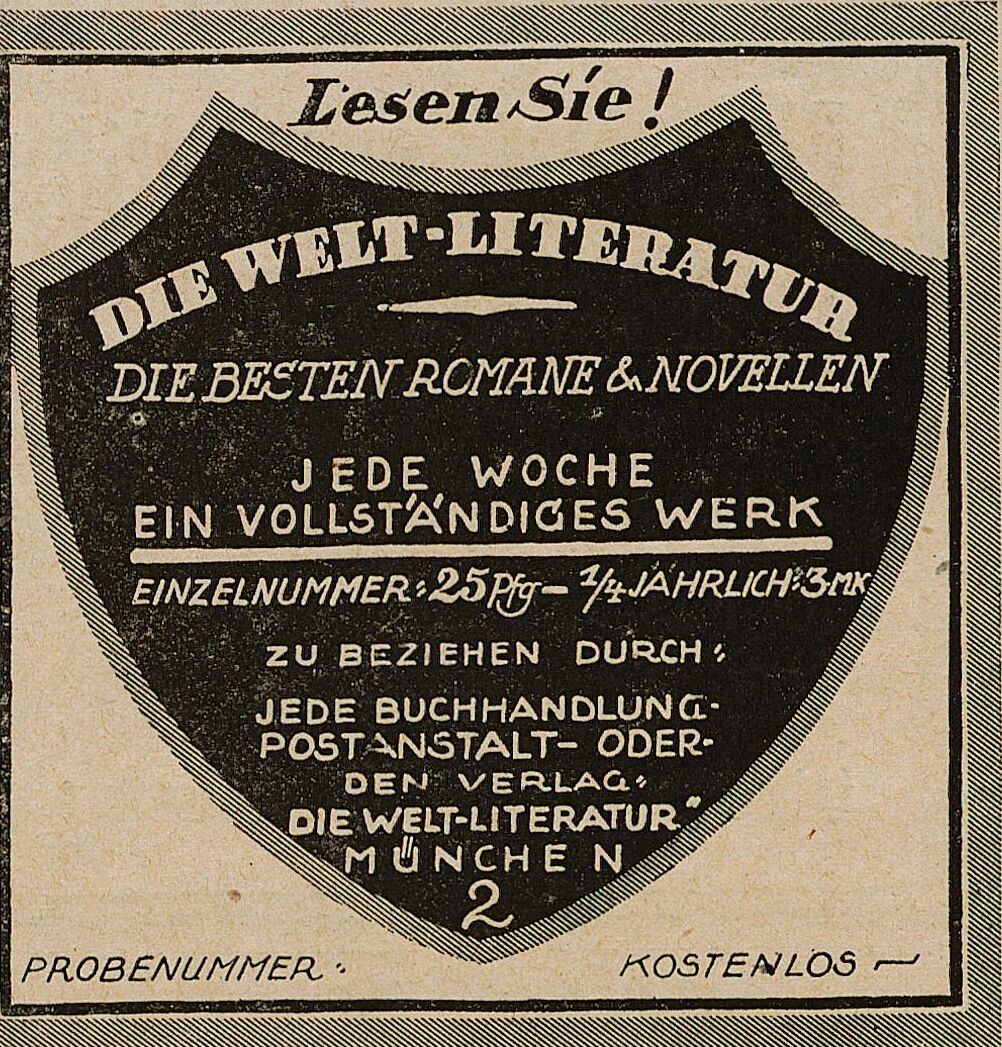 Lesen Sie!
DIE WELT-LITERATUR
DIE BESTEN ROMANE & NOVELLEN
JEDE WOCHE
EIN VOLLSTÄNDIGES WERK
EINZELNUMMER: 25 Pfg – 1/4 JÄHRLICH: 3 MK
ZU BEZIEHEN DURCH:
JEDE BUCHHANDLUNG-
POSTANSTALT- ODER-
DEN VERLAG:
DIE WELT-LITERATUR"
MÜNCHEN
2
PROBENUMMER: KOSTENLOS ~